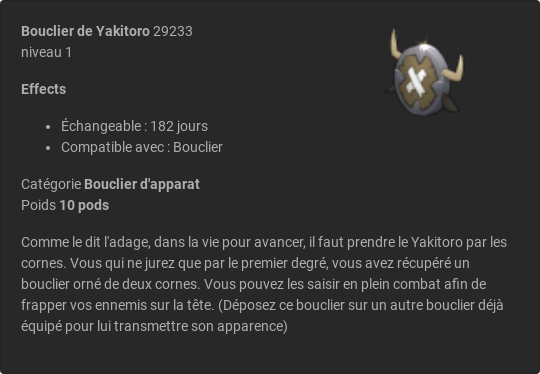 Bouclier de Yakitoro 29233
niveau 1
Effects
• Échangeable : 182 jours
• Compatible avec : Bouclier
Catégorie Bouclier d'apparat
Poids 10 pods
Comme le dit l'adage, dans la vie pour avancer, il faut prendre le Yakitoro par les
cornes. Vous qui ne jurez que par le premier degré, vous avez récupéré un
bouclier orné de deux cornes. Vous pouvez les saisir en plein combat afin de
frapper vos ennemis sur la tête. (Déposez ce bouclier sur un autre bouclier déjà
équipé pour lui transmettre son apparence)